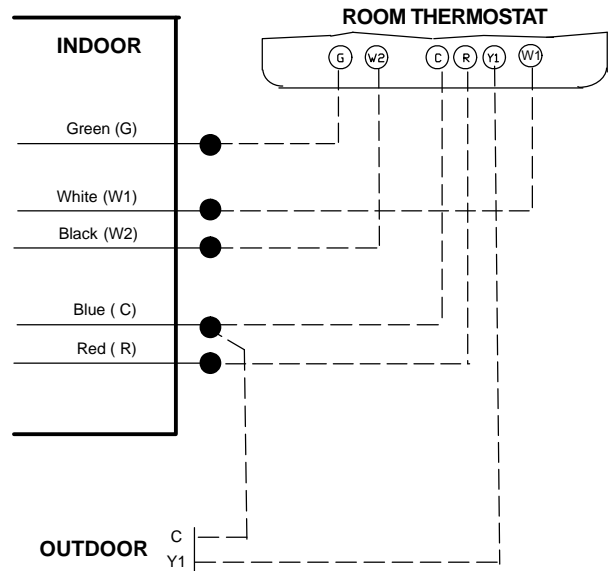 ROOM THERMOSTAT
INDOOR
G W2 C R Y1 W1
Green (G)
White (W1)
Black (W2)
Blue ( C)
Red ( R)
OUTDOOR
C
Y1